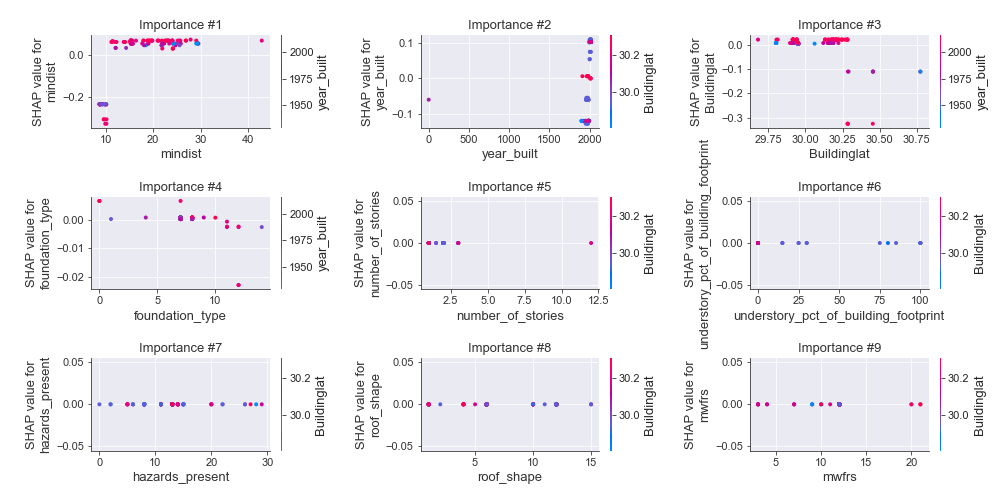 Importance #1
Importance #2
Importance #3
SHAP value for
mindist
0.0
−0.2
10
20
30
40
mindist
2000
1975
1950
year_built
SHAP value for
year_built
0.1
0.0
−0.1
0
500
1000
1500
2000
year_built
30.2
30.0
Buildinglat
SHAP value for
Buildinglat
0.0
−0.1
−0.2
−0.3
29.75
30.00
30.25
30.50
30.75
Buildinglat
2000
1975
1950
year_built
Importance #4
Importance #5
Importance #6
SHAP value for
foundation_type
0.00
−0.01
−0.02
0
5
10
foundation_type
2000
1975
1950
year_built
SHAP value for
number_of_stories
0.05
0.00
−0.05
2.5
5.0
7.5
10.0
12.5
number_of_stories
30.2
30.0
Buildinglat
SHAP value for
understory_pct_of_building_footprint
0.05
0.00
−0.05
0
25
50
75
100
understory_pct_of_building_footprint
30.2
30.0
Buildinglat
Importance #7
Importance #8
Importance #9
SHAP value for
hazards_present
0.05
0.00
−0.05
0
10
20
30
hazards_present
30.2
30.0
Buildinglat
SHAP value for
roof_shape
0.05
0.00
−0.05
5
10
15
roof_shape
30.2
30.0
Buildinglat
SHAP value for
mwfrs
0.05
0.00
−0.05
5
10
15
20
mwfrs
30.2
30.0
Buildinglat